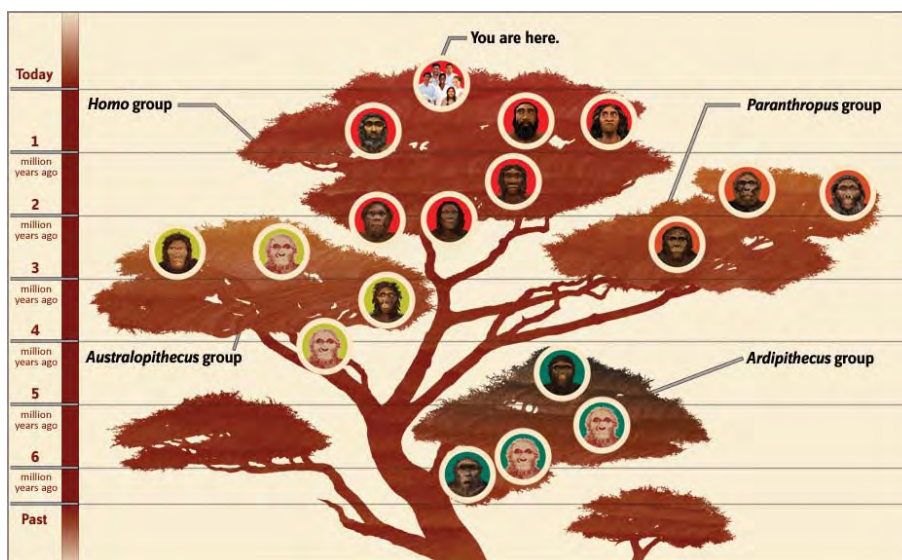 You are here.
Today
Homo group
Paranthropus group
1
million
years ago
2
million
years ago
3
million
years ago
4
million
years ago
Australopithecus group
Ardipithecus group
5
million
years ago
6
million
years ago
Past